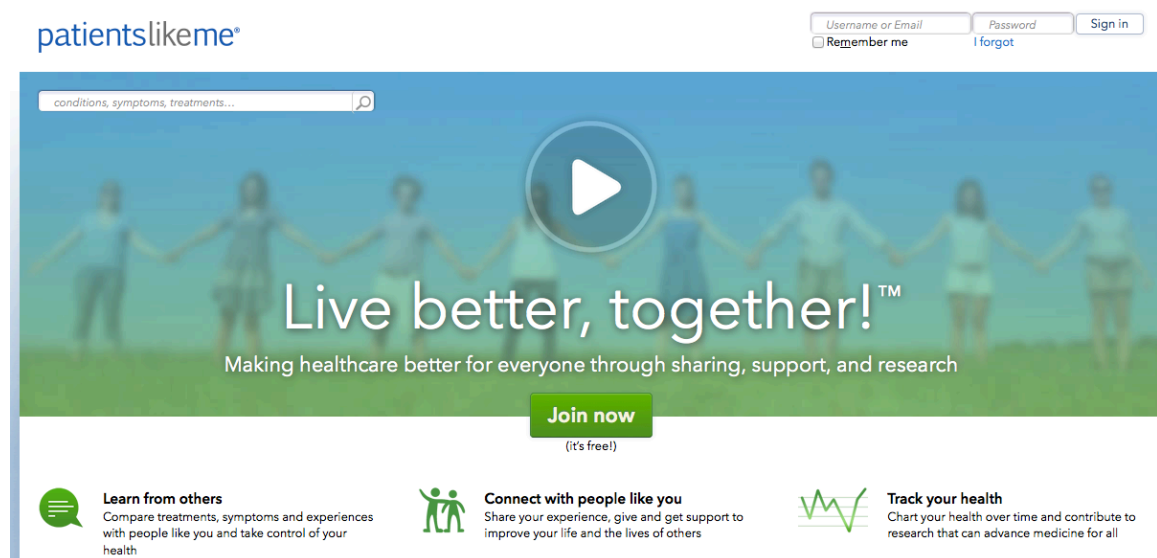 patientslikeme®
Username or Email
Password
Sign in
Remember me
I forgot
conditions, symptoms, treatments...
Live better, together!™
Making healthcare better for everyone through sharing, support, and research
Join now
(it's free!)
Learn from others
Compare treatments, symptoms and experiences
with people like you and take control of your
health
Connect with people like you
Share your experience, give and get support to
improve your life and the lives of others
Track your health
Chart your health over time and contribute to
research that can advance medicine for all